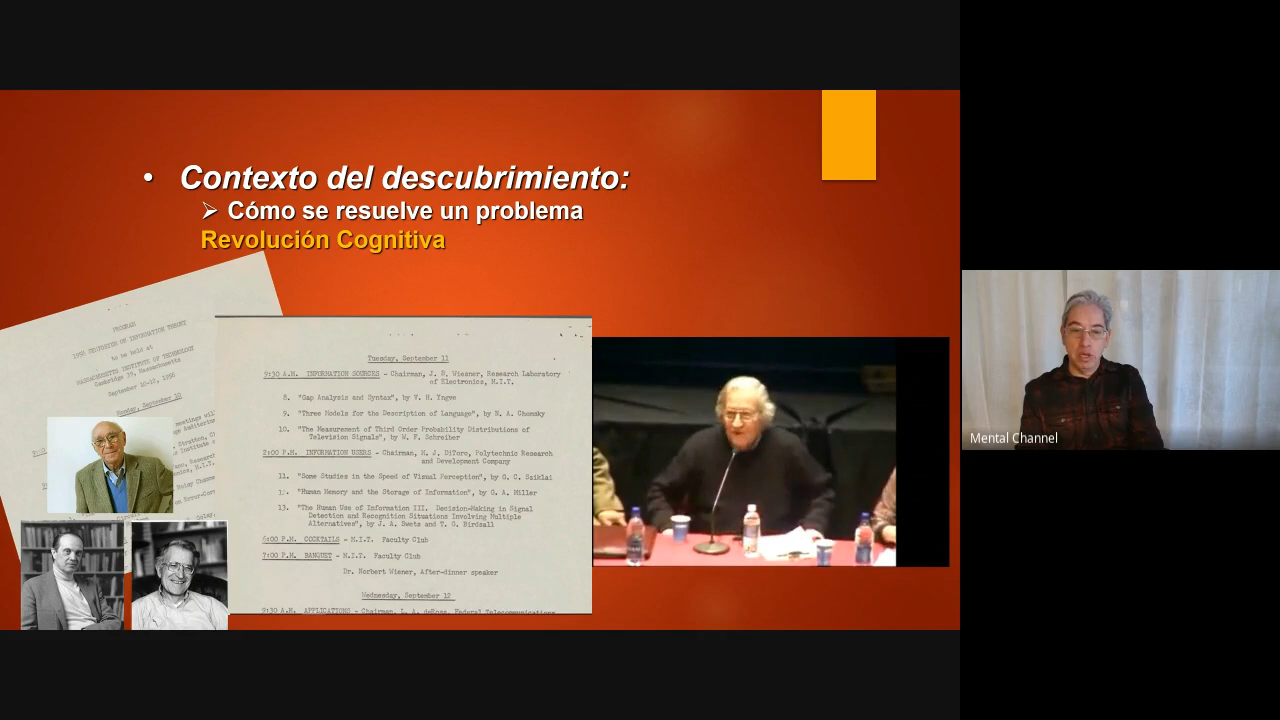 • Contexto del descubrimiento:
➢ Cómo se resuelve un problema
Revolución Cognitiva
PROGRAM
1956 SYMPOSIUM ON INFORMATION THEORY
to be held at
MASSACHUSETTS INSTITUTE OF TECHNOLOGY
Cambridge 39, Massachusetts
September 10-12, 1956
Monday, September 10
Tuesday, September 11
9:30 A.M. INFORMATION SOURCES - Chairman, J. B. Wiesner, Research Laboratory
of Electronics, M.I.T.
8. "Gap Analysis and Syntax", by V. H. Yngve
9. "Three Models for the Description of Language", by N. A. Chomsky
10. "The Measurement of Third Order Probability Distributions of
Television Signals", by W. F. Schreiber
2:00 P.M. INFORMATION USERS - Chairman, H. J. DiToro, Polytechnic Research
and Development Company
11. "Some Studies in the Speed of Visual Perception", by G. C. Sziklai
12. "Human Memory and the Storage of Information", by G. A. Miller
13. "The Human Use of Information III. Decision-Making in Signal
Detection and Recognition Situations Involving Multiple
Alternatives", by J. A. Swets and T. G. Birdsall
6:00 P.M. COCKTAILS - M.I.T. Faculty Club
7:00 P.M. BANQUET - M.I.T. Faculty Club
Dr. Norbert Wiener, After-dinner speaker
Wednesday, September 12
9:30 A.M. APPLICATIONS - Chairman, L. A. deRosa, Federal Telecommunications
Mental Channel